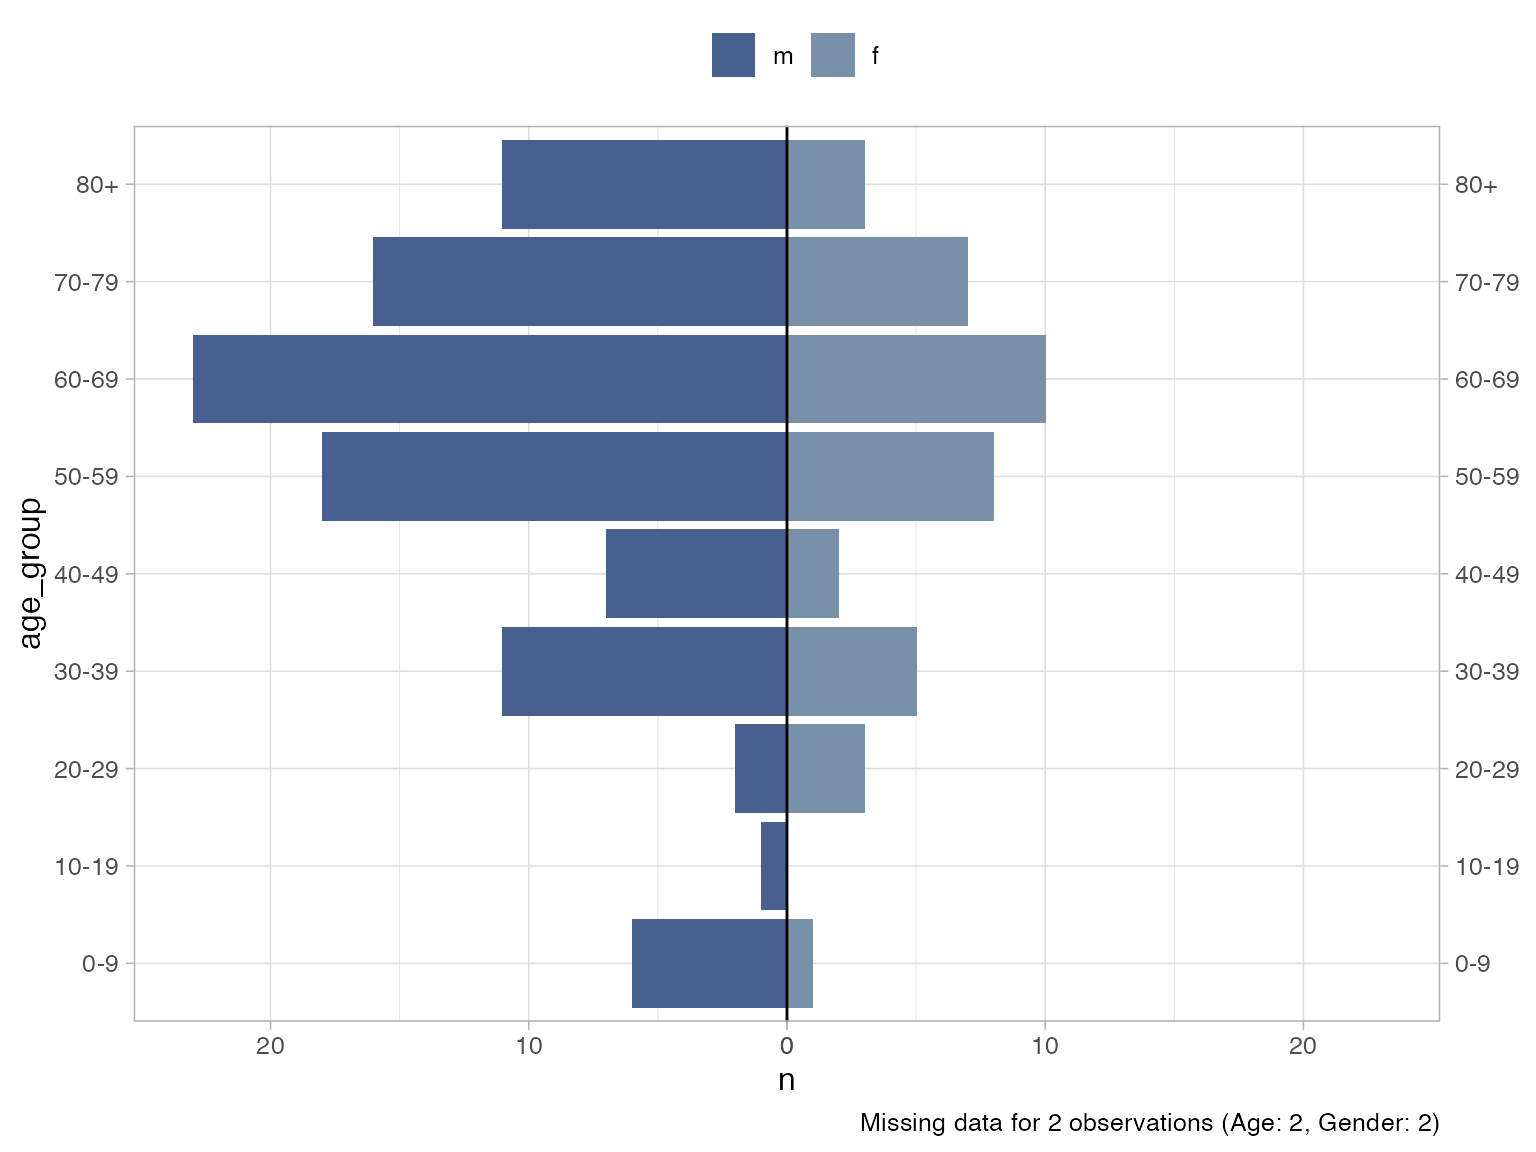 m f
80+ 80+
70-79 70-79
60-69 60-69
50-59 50-59
age_group
40-49 40-49
30-39 30-39
20-29 20-29
10-19 10-19
0-9 0-9
20 10 0 10 20
n
Missing data for 2 observations (Age: 2, Gender: 2)